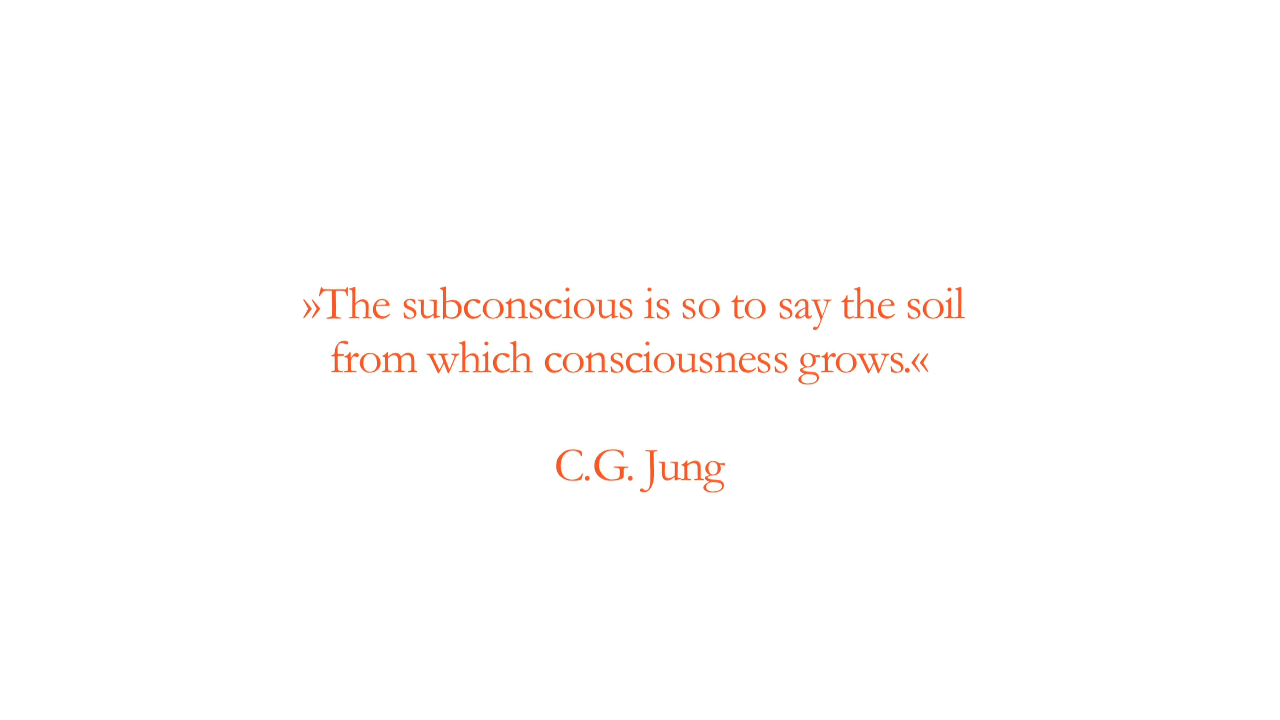 »The subconscious is so to say the soil
from which consciousness grows.«
C.G. Jung